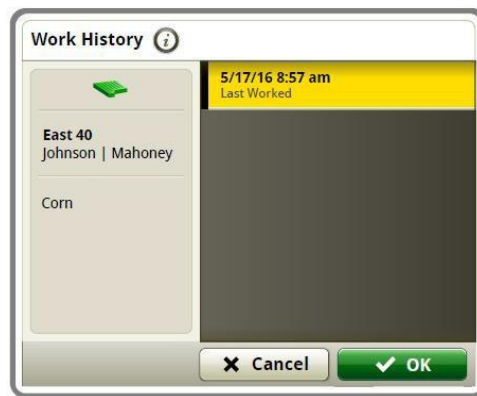 Work History
East 40
Johnson | Mahoney
Corn
5/17/16 8:57 am
Last Worked
Cancel
OK